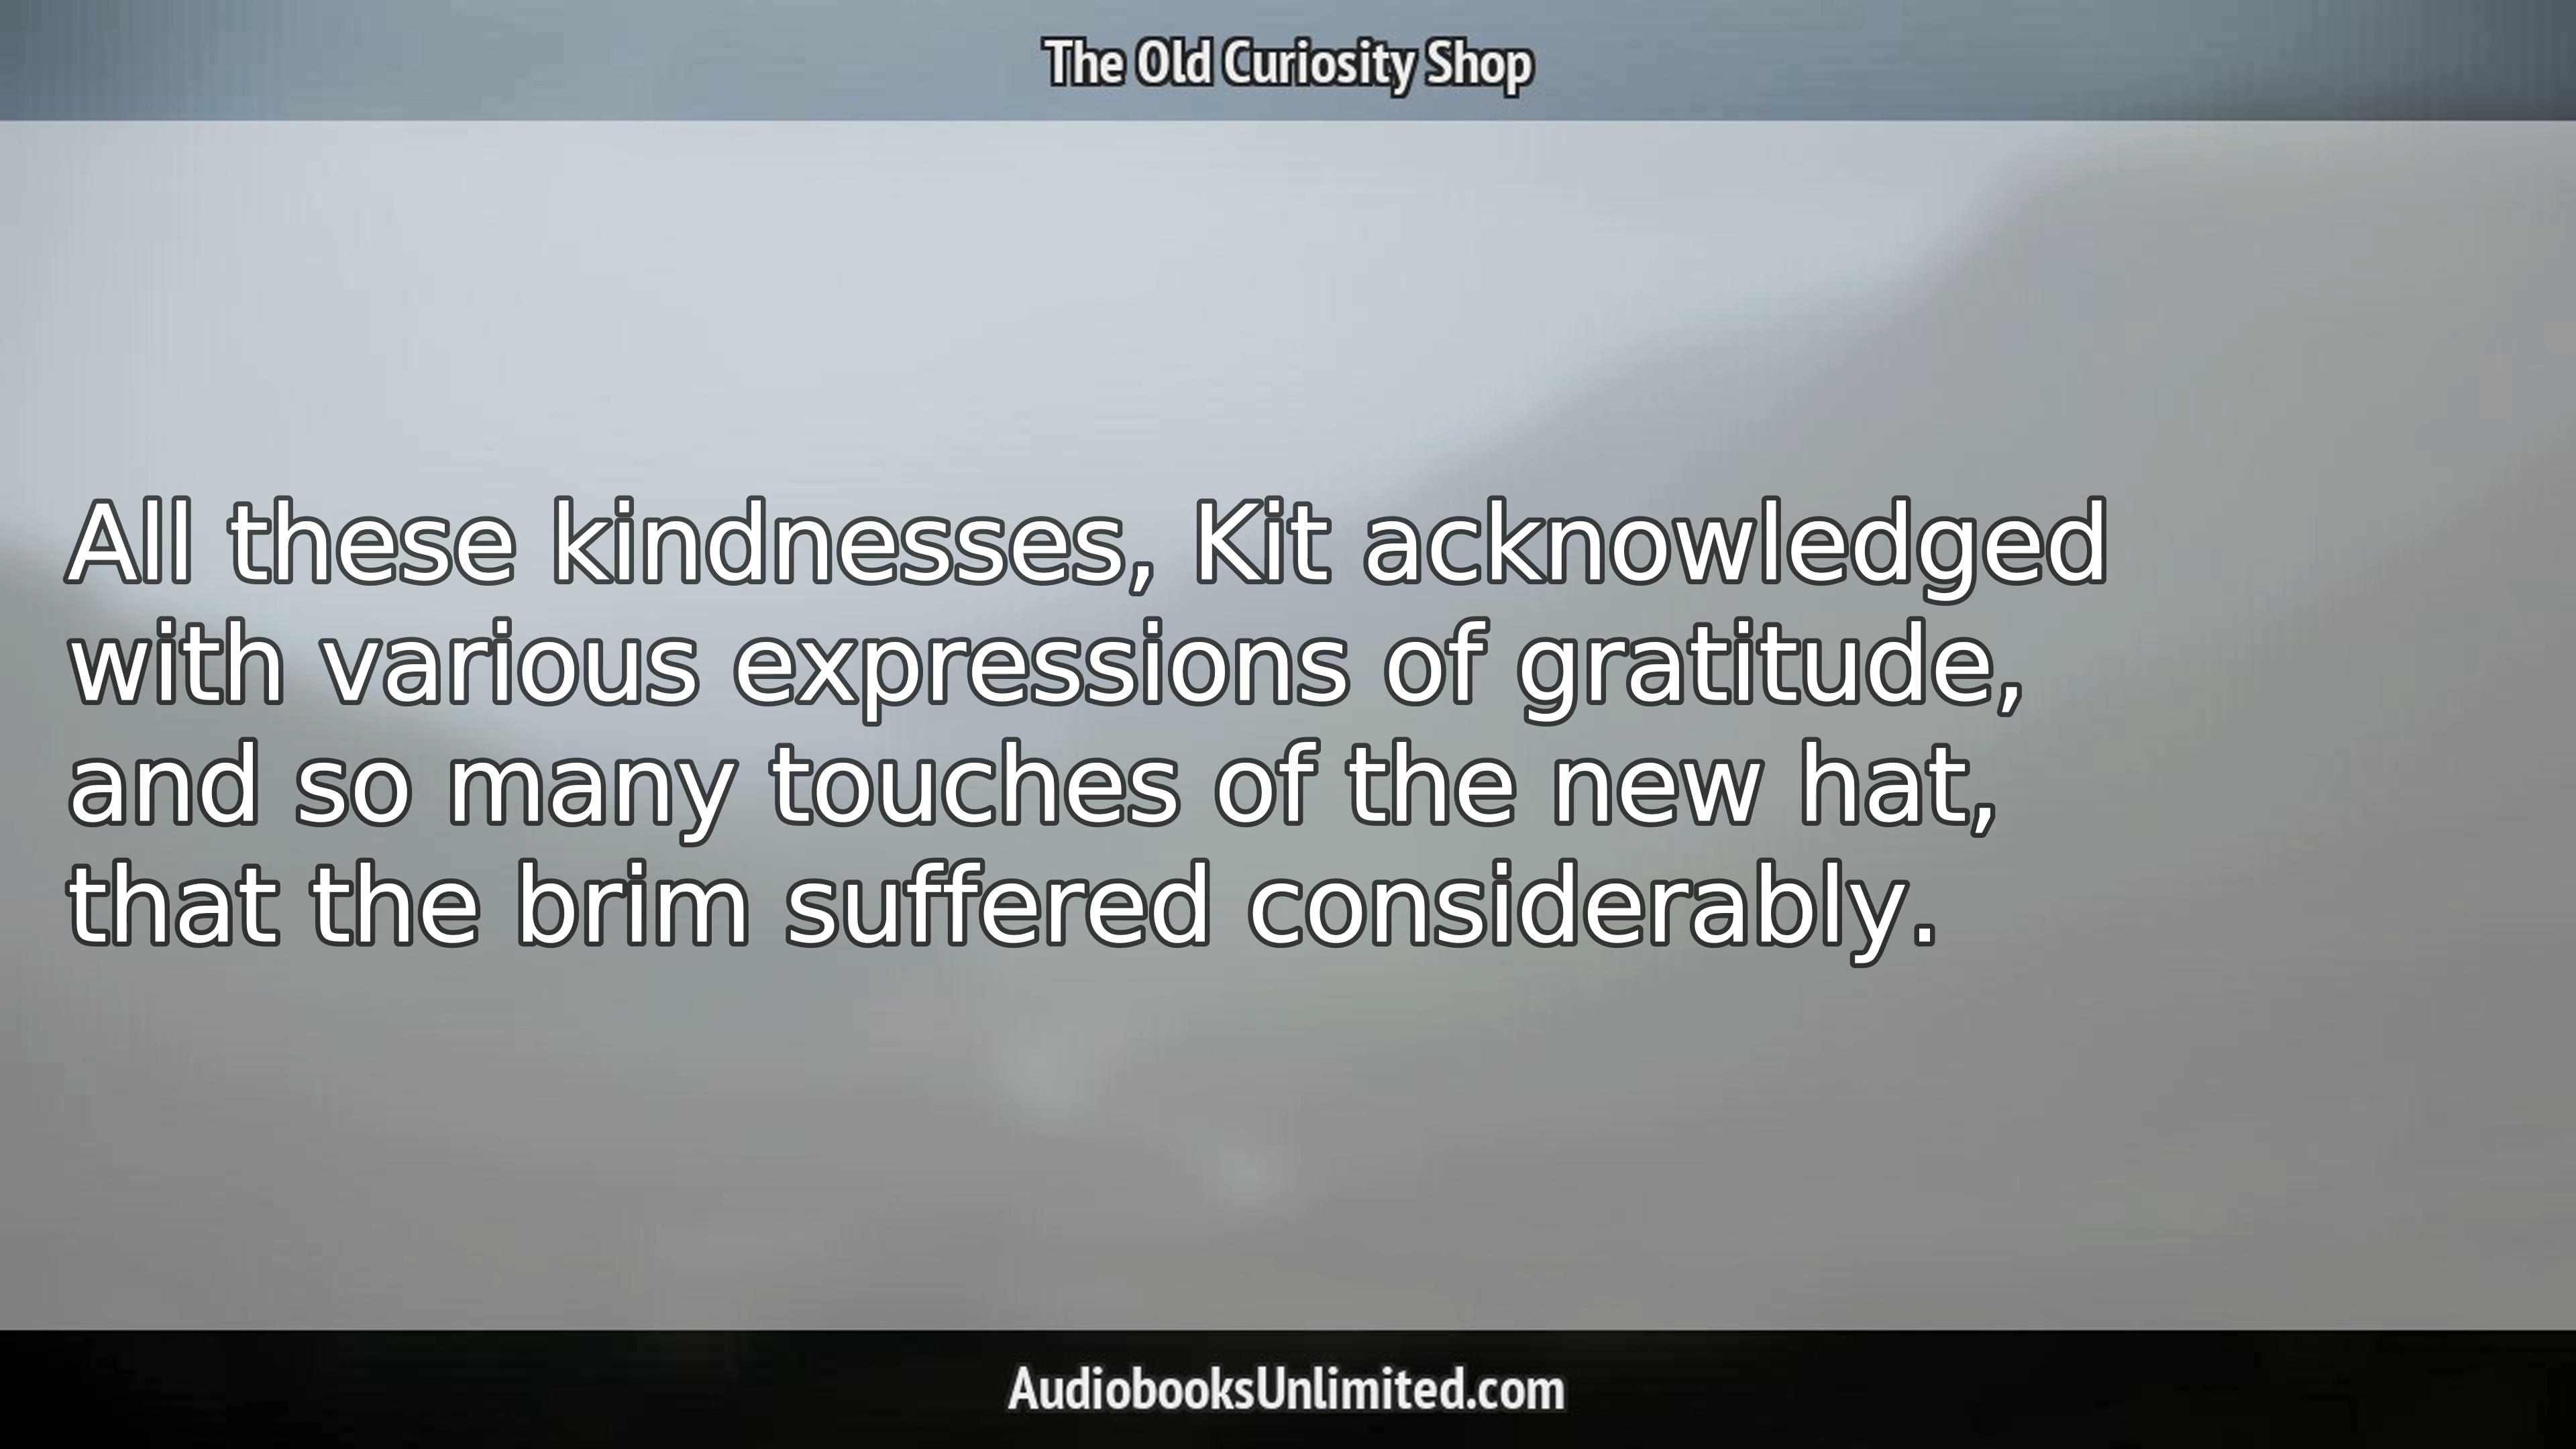 The Old Curiosity Shop
All these kindnesses, Kit acknowledged
with various expressions of gratitude,
and so many touches of the new hat,
that the brim suffered considerably.
AudiobooksUnlimited.com